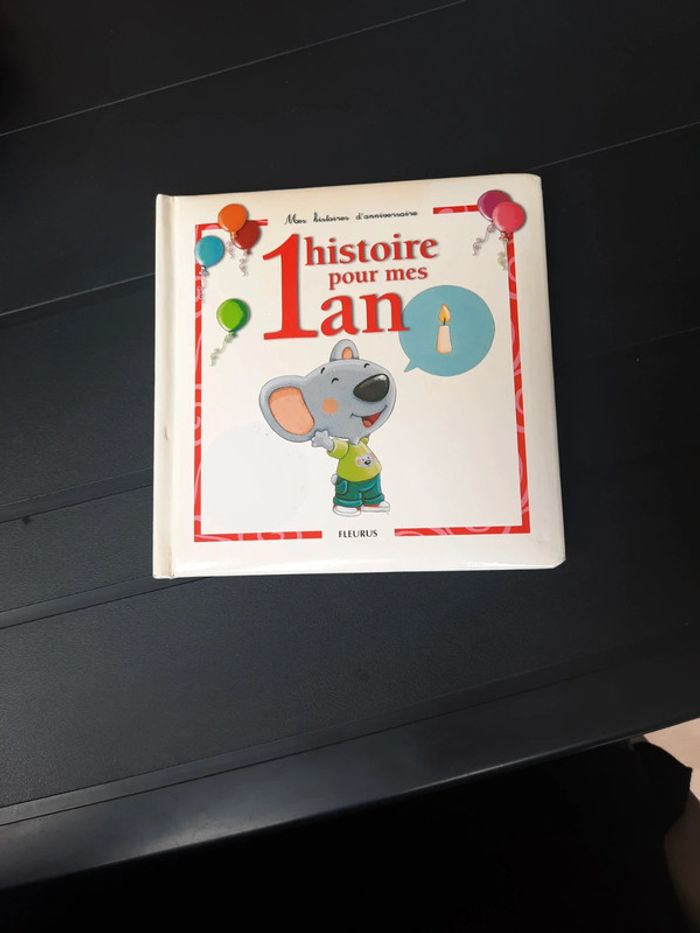 Mes histoires d'anniversaire
1 histoire
pour mes
an
FLEURUS